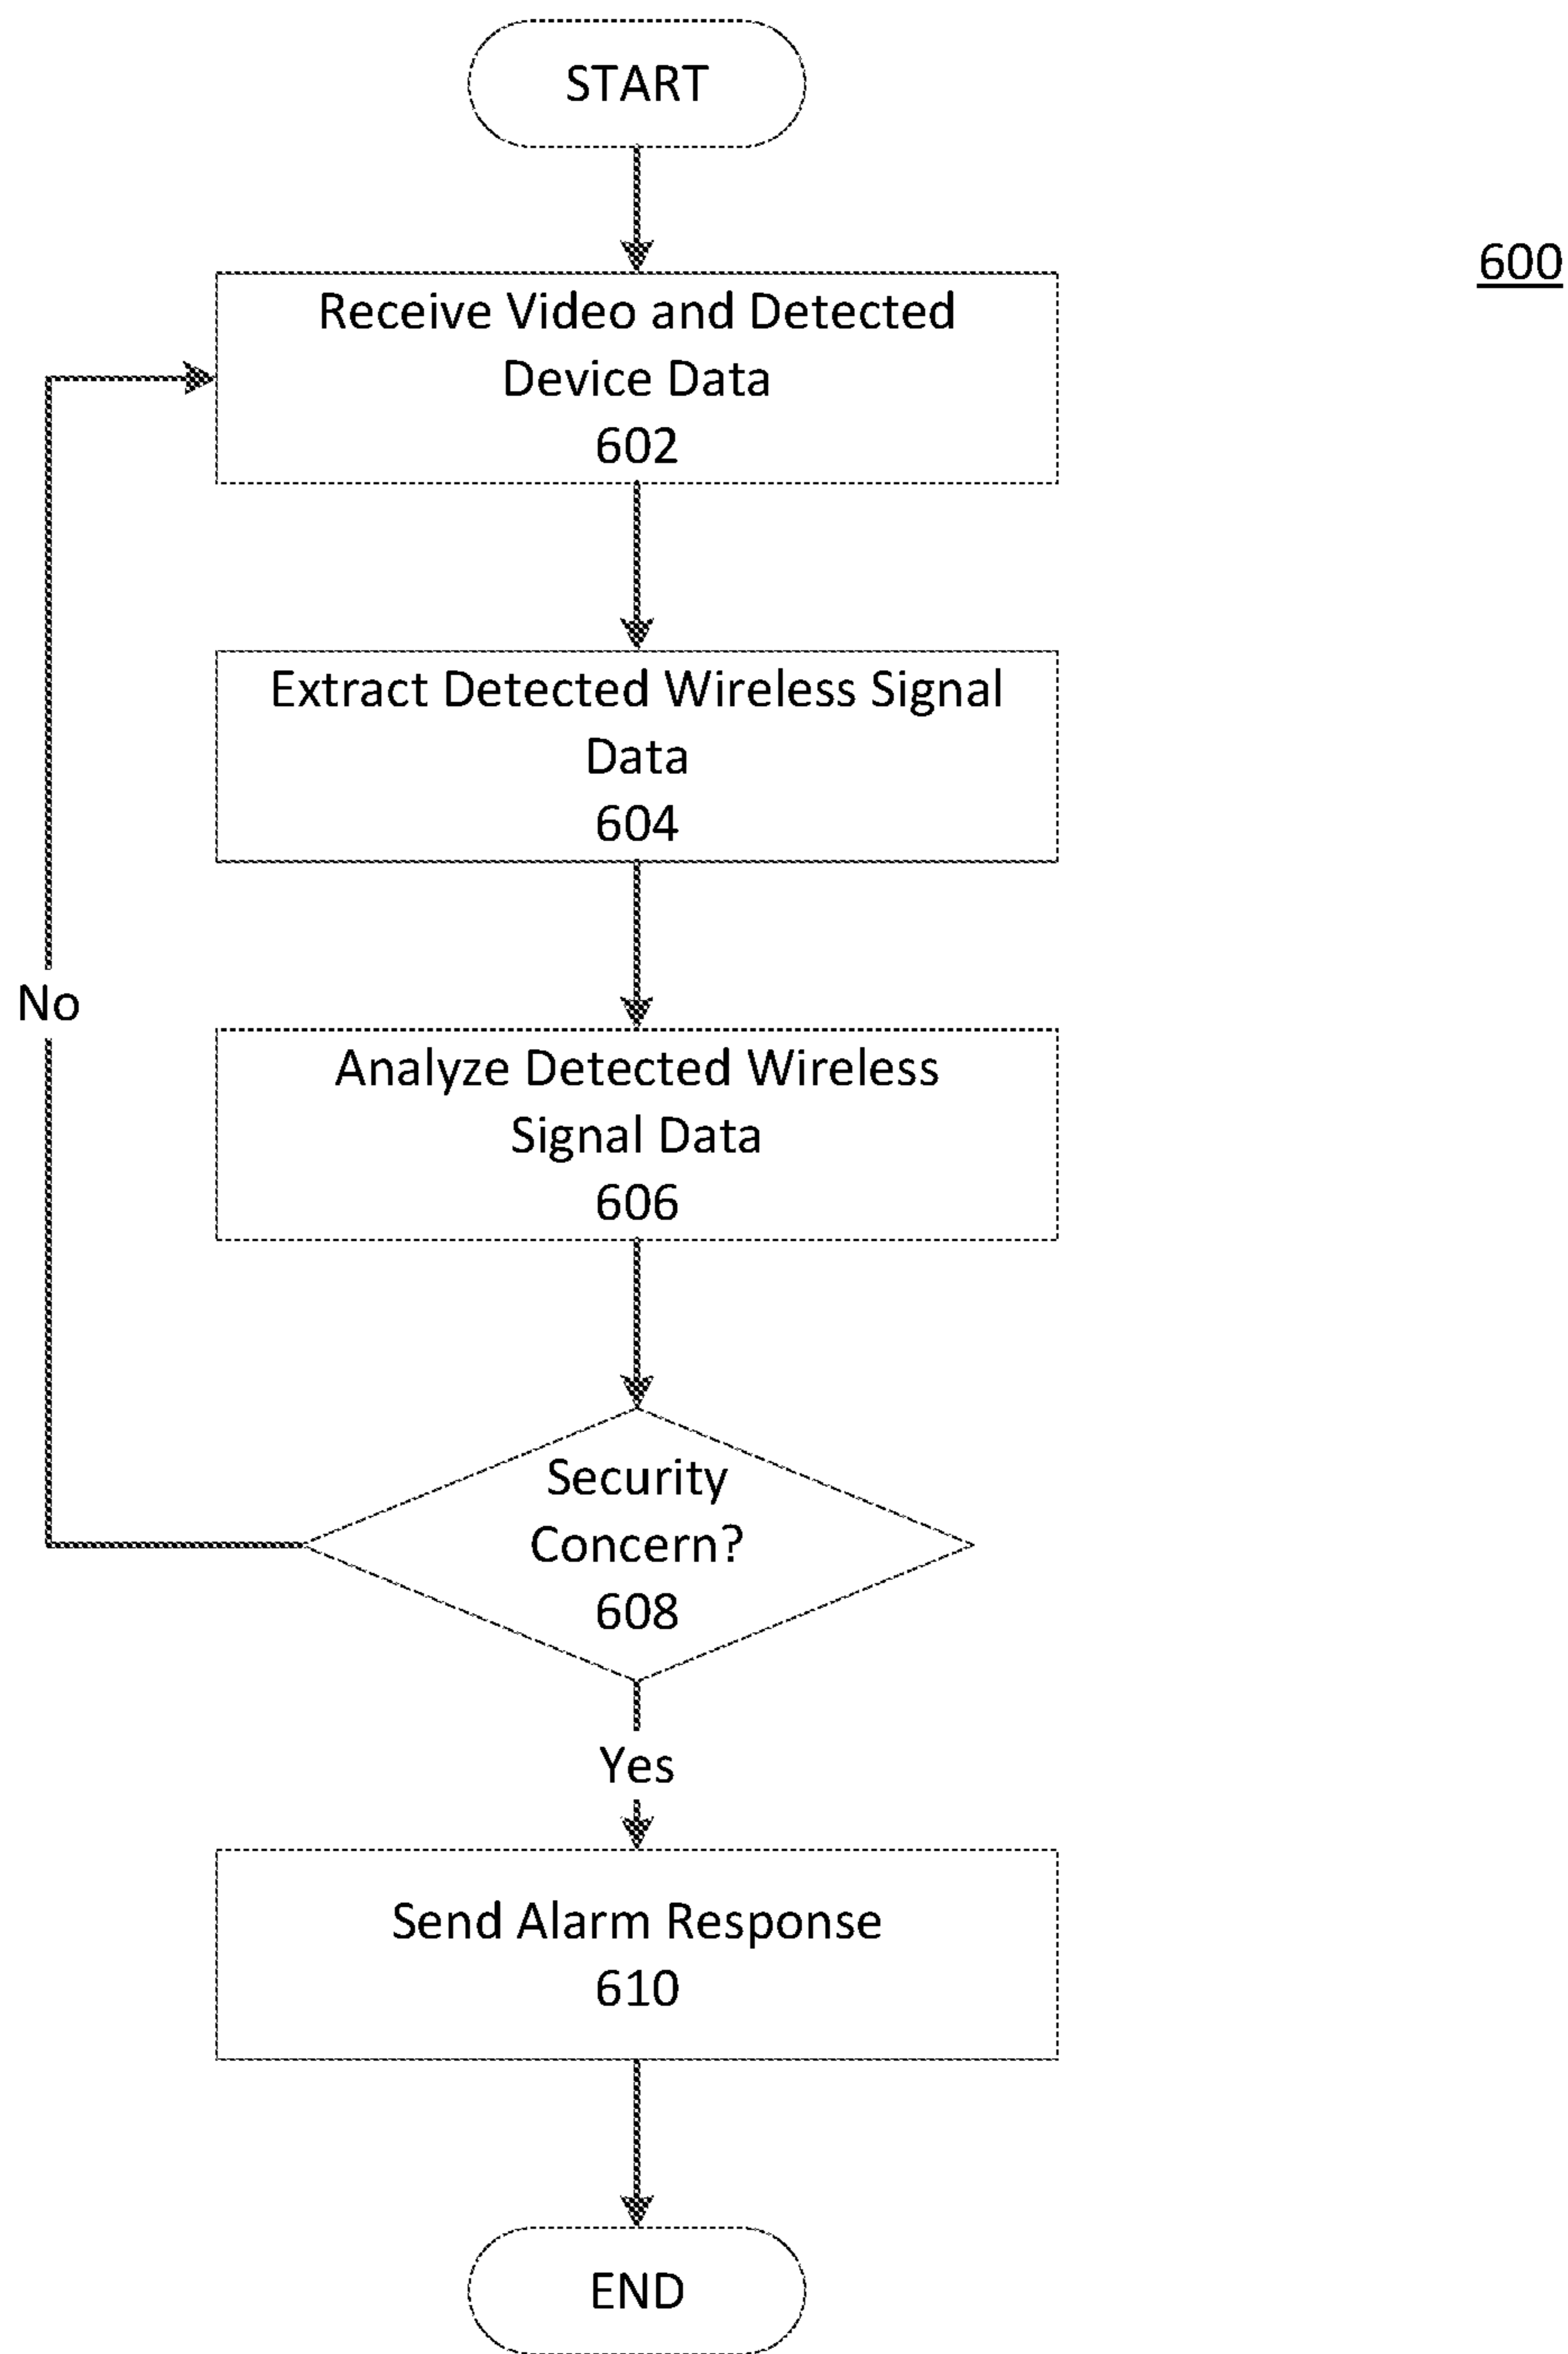 START
600
Receive Video and Detected
Device Data
602
Extract Detected Wireless Signal
Data
604
No
Analyze Detected Wireless
Signal Data
606
Security
Concern?
608
Yes
Send Alarm Response
610
END